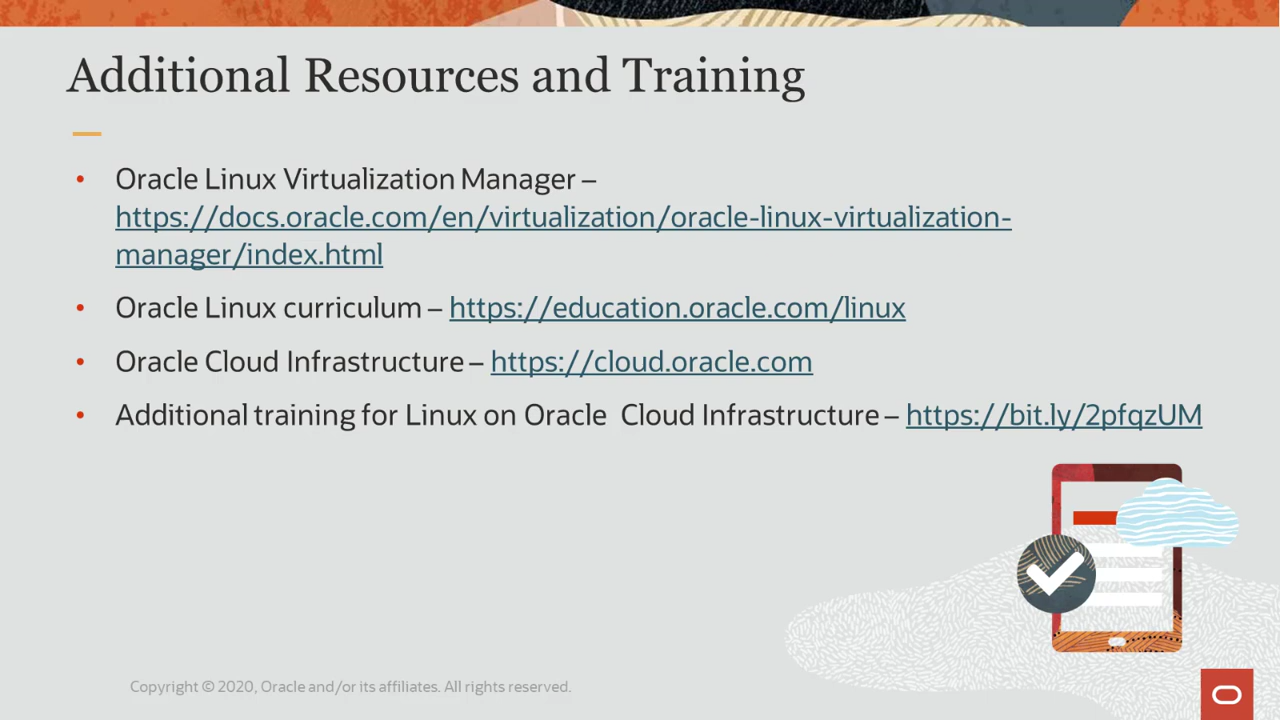 Additional Resources and Training
• Oracle Linux Virtualization Manager –
https://docs.oracle.com/en/virtualization/oracle-linux-virtualization-
manager/index.html
• Oracle Linux curriculum – https://education.oracle.com/linux
• Oracle Cloud Infrastructure – https://cloud.oracle.com
• Additional training for Linux on Oracle Cloud Infrastructure – https://bit.ly/2pfqzUM
Copyright © 2020, Oracle and/or its affiliates. All rights reserved.